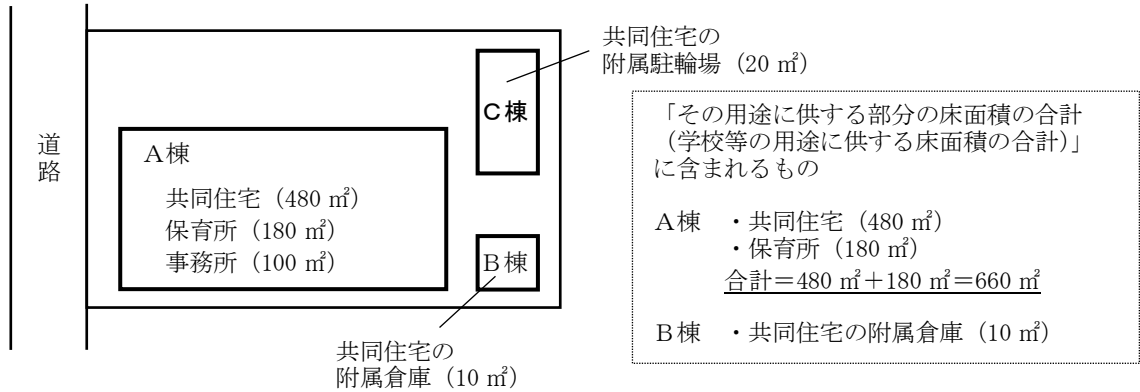 共同住宅の
附属駐輪場（20 ㎡）
C棟
道路
A棟
共同住宅（480 ㎡）
保育所（180 ㎡）
事務所（100 ㎡）
B棟
共同住宅の
附属倉庫（10 ㎡）
「その用途に供する部分の床面積の合計
（学校等の用途に供する床面積の合計）」
に含まれるもの
A棟 ・共同住宅（480 ㎡）
・保育所（180 ㎡）
合計＝480 ㎡＋180 ㎡＝660 ㎡
B棟 ・共同住宅の附属倉庫（10 ㎡）